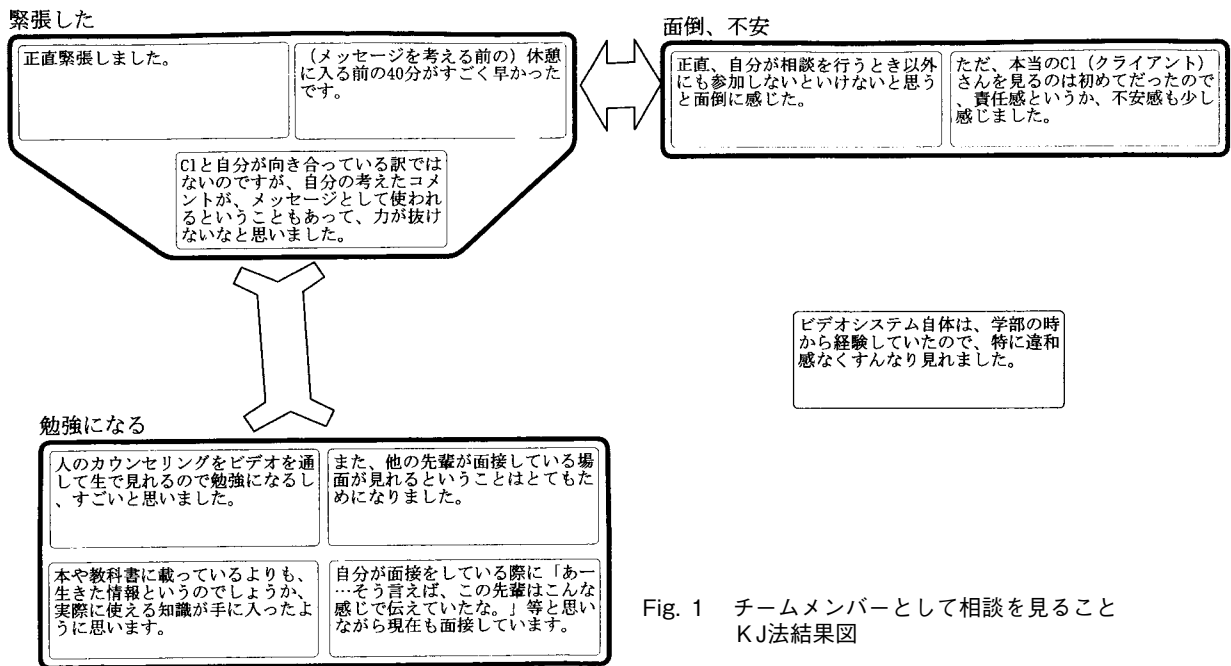 緊張した
正直緊張しました。
(メッセージを考える前の)休憩
に入る前の40分がすごく早かった
です。
Clと自分が向き合っている訳では
ないのですが、自分の考えたコメ
ントが、メッセージとして使われ
るということもあって、力が抜け
ないなと思いました。
面倒、不安
正直、自分が相談を行うとき以外
にも参加しないといけないと思う
と面倒に感じた。
ただ、本当のCl(クライアント)
さんを見るのは初めてだったので
、責任感というか、不安感も少し
感じました。
ビデオシステム自体は、学部の時
から経験していたので、特に違和
感なくすんなり見れました。
勉強になる
人のカウンセリングをビデオを通
して生で見れるので勉強になるし
、すごいと思いました。
また、他の先輩が面接している場
面が見れるということはとてもた
めになりました。
本や教科書に載っているよりも、
生きた情報というのでしょうか、
実際に使える知識が手に入ったよ
うに思います。
自分が面接をしている際に「あー
…そう言えば、この先輩はこんな
感じで伝えていたな。」等と思い
ながら現在も面接しています。
Fig. 1 チームメンバーとして相談を見ること
KJ法結果図